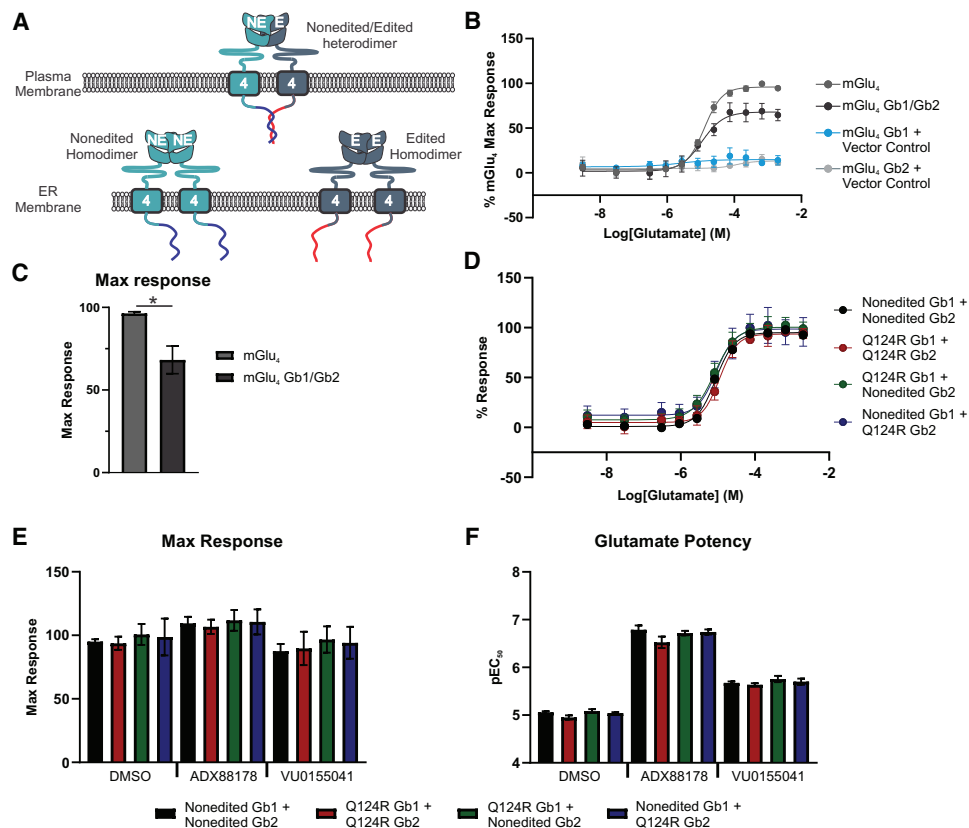 A
NE E
Nonedited/Edited
heterodimer
Plasma
Membrane
4 4
Nonedited
Homodimer
NE NE
E E
Edited
Homodimer
ER
Membrane
4 4 4 4
B
% mGlu₄ Max Response
150
100
50
0
-50
-8 -6 -4 -2
Log[Glutamate] (M)
mGlu₄
mGlu₄ Gb1/Gb2
mGlu₄ Gb1 +
Vector Control
mGlu₄ Gb2 +
Vector Control
C
Max response
Max Response
100
50
0
*
mGlu₄
mGlu₄ Gb1/Gb2
D
% Response
150
100
50
0
-50
-8 -6 -4 -2
Log[Glutamate] (M)
Nonedited Gb1 +
Nonedited Gb2
Q124R Gb1 +
Q124R Gb2
Q124R Gb1 +
Nonedited Gb2
Nonedited Gb1 +
Q124R Gb2
E
Max Response
Max Response
150
100
50
0
DMSO ADX88178 VU0155041
F
Glutamate Potency
pEC₅₀
8
7
6
5
4
DMSO ADX88178 VU0155041
Nonedited Gb1 +
Nonedited Gb2
Q124R Gb1 +
Q124R Gb2
Q124R Gb1 +
Nonedited Gb2
Nonedited Gb1 +
Q124R Gb2